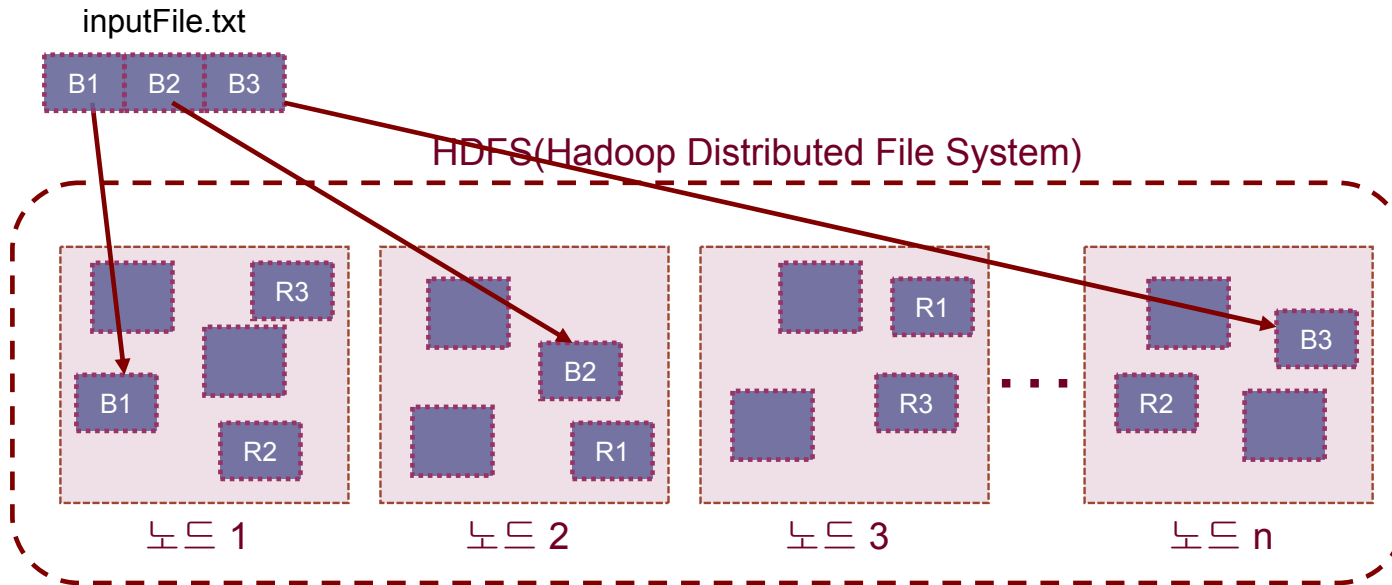 inputFile.txt
B1 B2 B3
HDFS(Hadoop Distributed File System)
R3
B1
R2
B2
R1
R1
R3
...
B3
R2
노드 1
노드 2
노드 3
노드 n